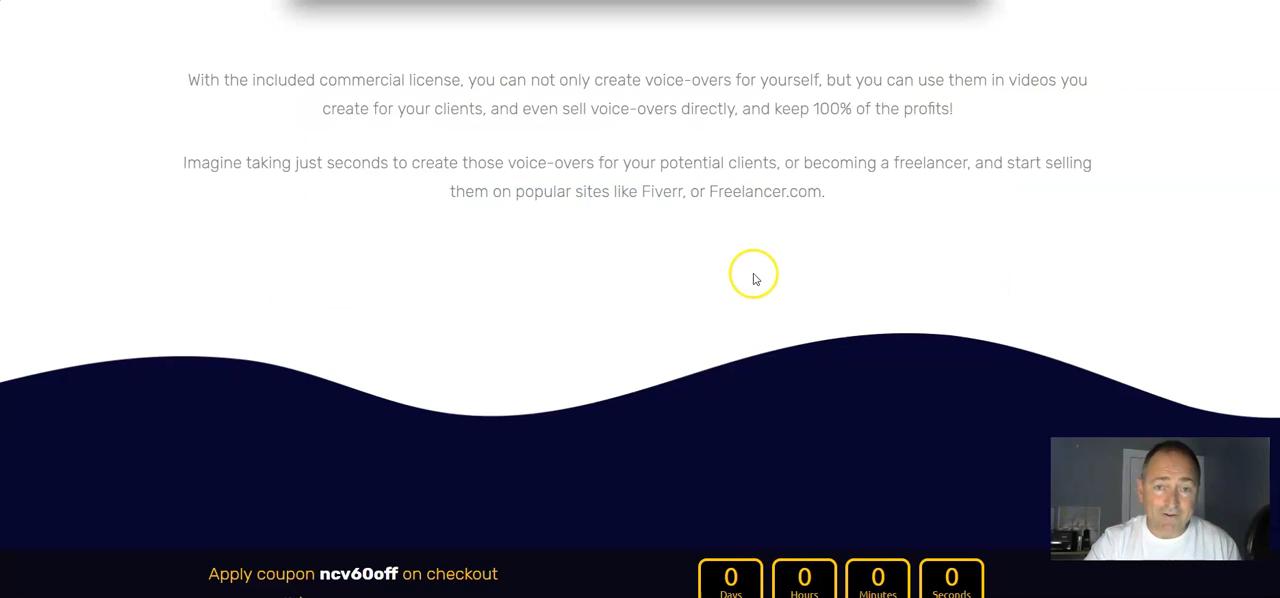 With the included commercial license, you can not only create voice-overs for yourself, but you can use them in videos you
create for your clients, and even sell voice-overs directly, and keep 100% of the profits!
Imagine taking just seconds to create those voice-overs for your potential clients, or becoming a freelancer, and start selling
them on popular sites like Fiverr, or Freelancer.com.
Apply coupon ncv60off on checkout
0 0 0 0
Days Hours Minutes Seconds